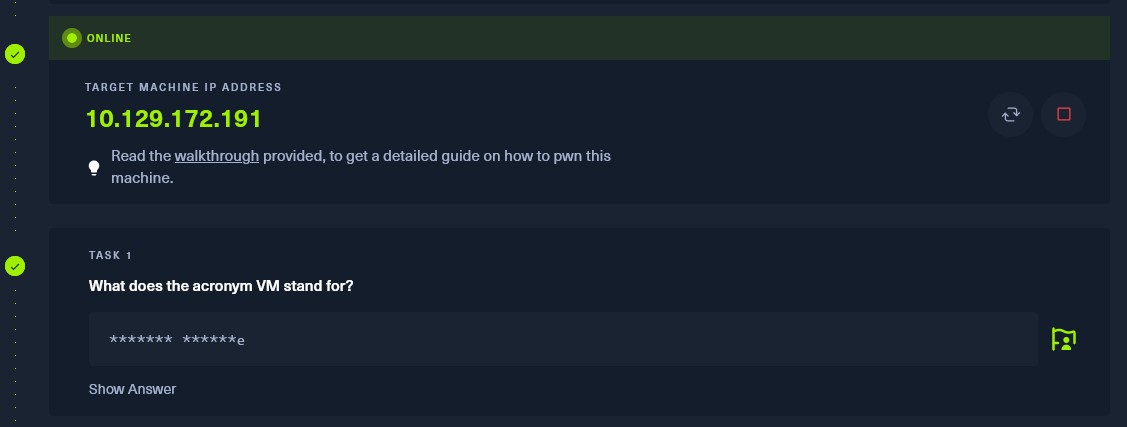 ONLINE
TARGET MACHINE IP ADDRESS
10.129.172.191
Read the walkthrough provided, to get a detailed guide on how to pwn this
machine.
TASK 1
What does the acronym VM stand for?
******* ******e
Show Answer